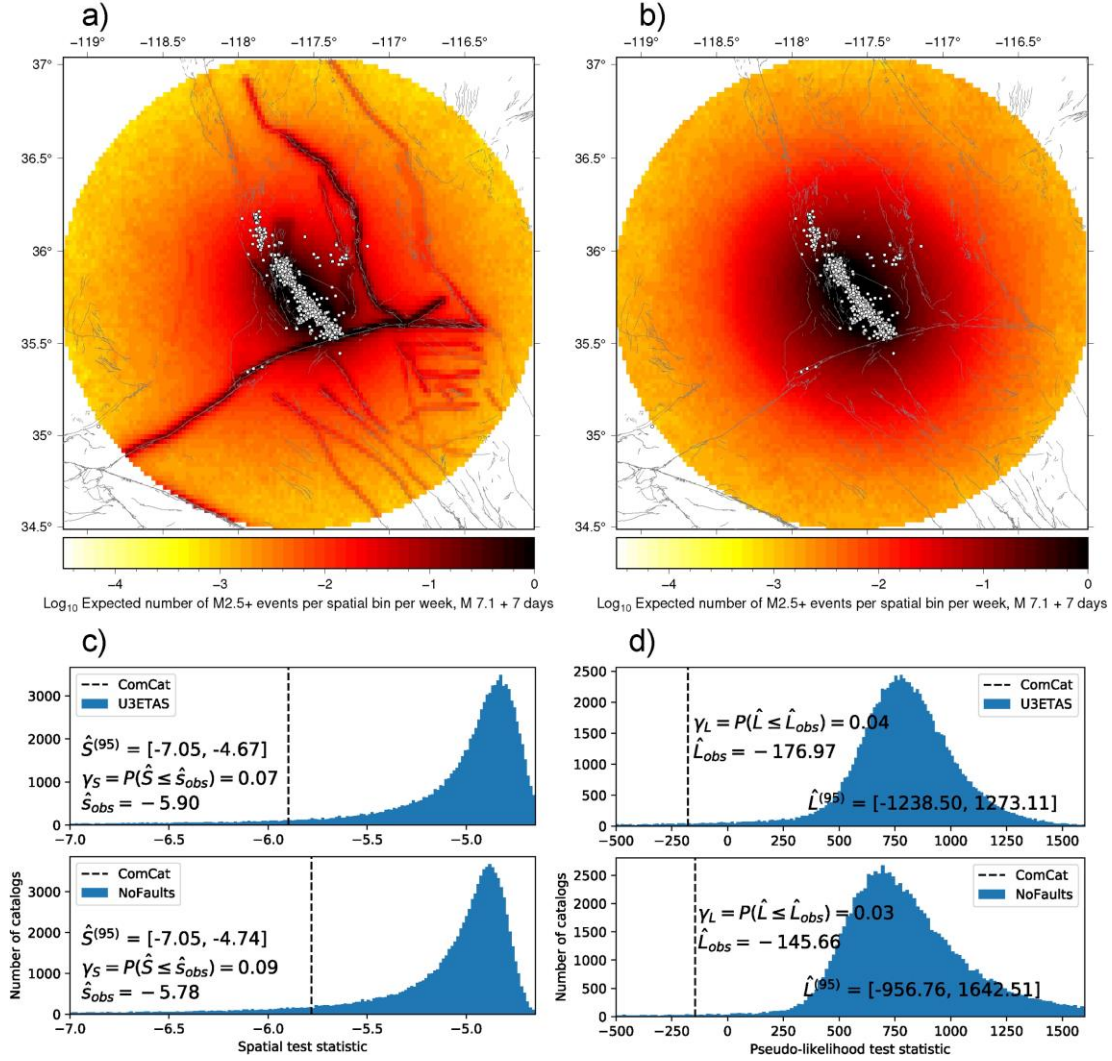 a)
b)
−119° −118.5° −118° −117.5° −117° −116.5°
−119° −118.5° −118° −117.5° −117° −116.5°
37°
36.5°
36°
35.5°
35°
34.5°
37°
36.5°
36°
35.5°
35°
34.5°
−4 −3 −2 −1 0
Log₁₀ Expected number of M2.5+ events per spatial bin per week, M 7.1 + 7 days
−4 −3 −2 −1 0
Log₁₀ Expected number of M2.5+ events per spatial bin per week, M 7.1 + 7 days
c)
3000
2000
1000
0
ComCat
U3ETAS
Ŝ⁽⁹⁵⁾ = [-7.05, -4.67]
γ_S = P(Ŝ ≤ ŝ_obs) = 0.07
ŝ_obs = −5.90
−7.0 −6.5 −6.0 −5.5 −5.0
Number of catalogs
3000
2000
1000
0
ComCat
NoFaults
Ŝ⁽⁹⁵⁾ = [-7.05, -4.74]
γ_S = P(Ŝ ≤ ŝ_obs) = 0.09
ŝ_obs = −5.78
−7.0 −6.5 −6.0 −5.5 −5.0
Spatial test statistic
d)
2500
2000
1500
1000
500
0
ComCat
U3ETAS
γ_L = P(L̂ ≤ L̂_obs) = 0.04
L̂_obs = −176.97
L̂⁽⁹⁵⁾ = [-1238.50, 1273.11]
−500 −250 0 250 500 750 1000 1250 1500
Number of catalogs
2500
2000
1500
1000
500
0
ComCat
NoFaults
γ_L = P(L̂ ≤ L̂_obs) = 0.03
L̂_obs = −145.66
L̂⁽⁹⁵⁾ = [-956.76, 1642.51]
−500 −250 0 250 500 750 1000 1250 1500
Pseudo-likelihood test statistic